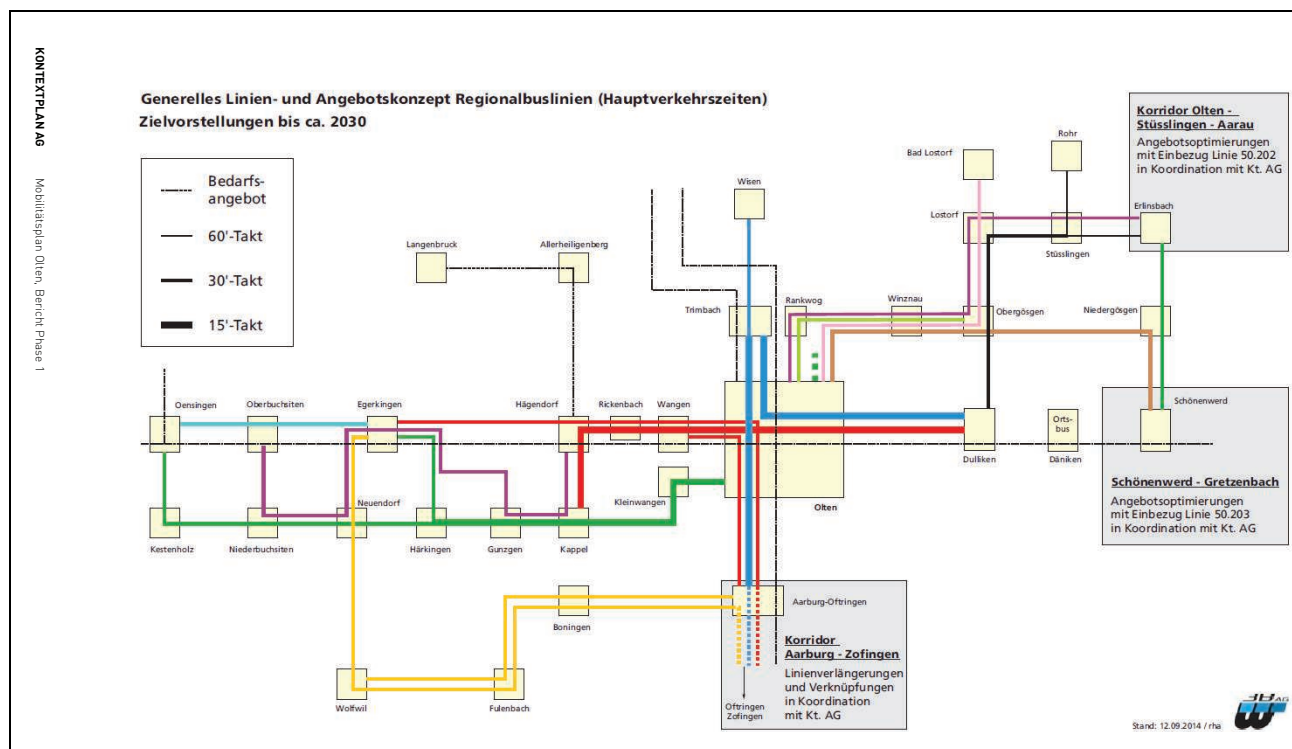 KONTEXTPLAN AG Mobilitätsplan Olten, Bericht Phase 1
Generelles Linien- und Angebotskonzept Regionalbuslinien (Hauptverkehrszeiten)
Zielvorstellungen bis ca. 2030
Bedarfs-
angebot
60'-Takt
30'-Takt
15'-Takt
Korridor Olten -
Stüsslingen - Aarau
Angebotsoptimierungen
mit Einbezug Linie 50.202
in Koordination mit Kt. AG
Rohr
Bad Lostorf
Wisen
Lostorf
Erlinsbach
Langenbruck
Allerheiligenberg
Stüsslingen
Trimbach
Rankwog
Winznau
Obergösgen
Niedergösgen
Oensingen
Oberbuchsiten
Egerkingen
Hägendorf
Rickenbach
Wangen
Schönenwerd
Orts-
bus
Dulliken
Däniken
Kleinwangen
Neuendorf
Olten
Schönenwerd - Gretzenbach
Angebotsoptimierungen
mit Einbezug Linie 50.203
in Koordination mit Kt. AG
Kestenholz
Niederbuchsiten
Härkingen
Gunzgen
Kappel
Aarburg-Oftringen
Boningen
Korridor
Aarburg - Zofingen
Linienverlängerungen
und Verknüpfungen
in Koordination
mit Kt. AG
Wolfwil
Fulenbach
Oftringen
Zofingen
Stand: 12.09.2014 / rha